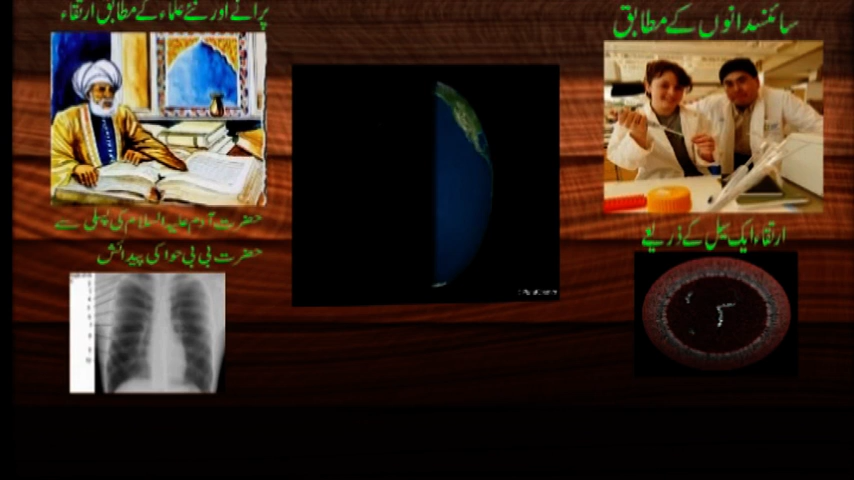 پرانے اور نئے علماء کے مطابق ارتقاء
سائنسدانوں کے مطابق
حضرت آدم علیہ السلام کی پسلی سے
حضرت بی بی حوا کی پیدائش
ارتقاء ایک سیل کے ذریعے